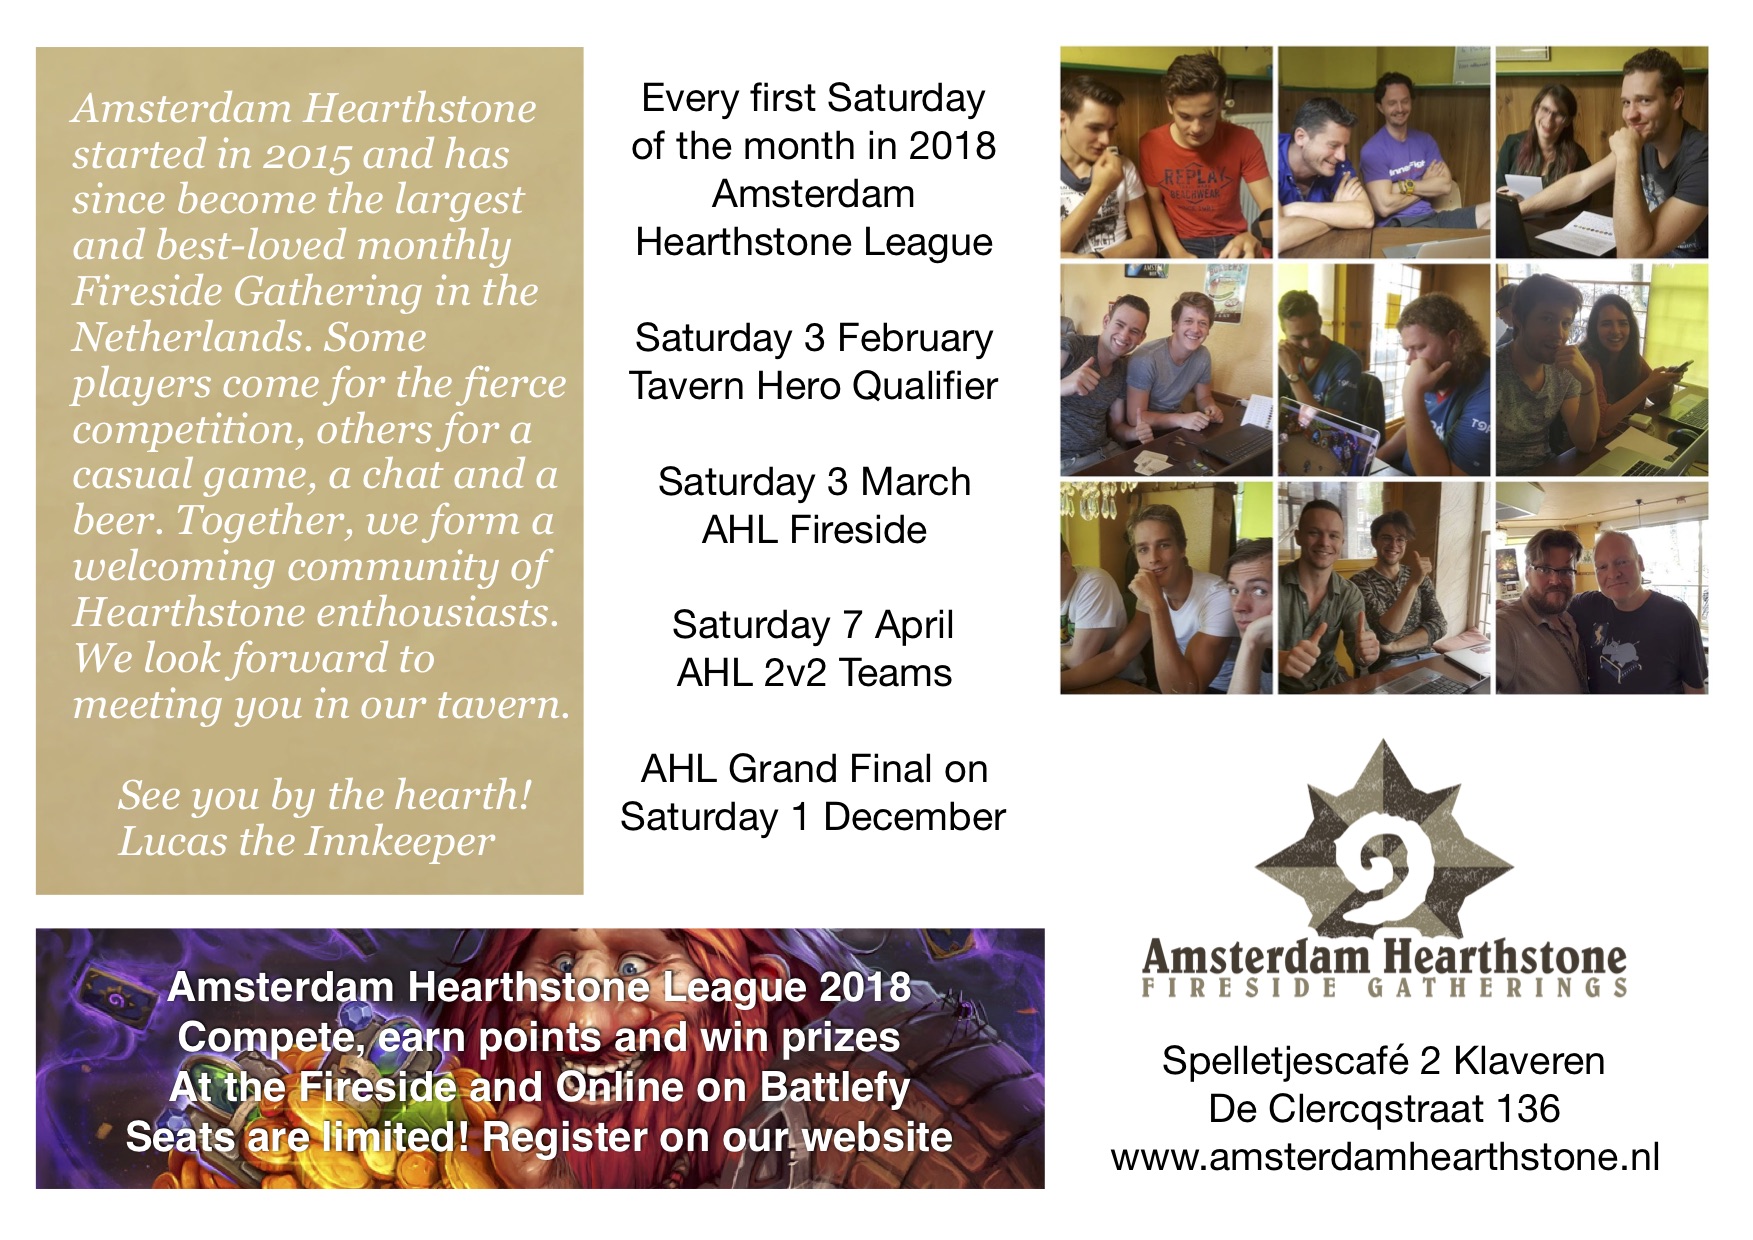 Amsterdam Hearthstone
started in 2015 and has
since become the largest
and best-loved monthly
Fireside Gathering in the
Netherlands. Some
players come for the fierce
competition, others for a
casual game, a chat and a
beer. Together, we form a
welcoming community of
Hearthstone enthousiasts.
We look forward to
meeting you in our tavern.
See you by the hearth!
Lucas the Innkeeper
Every first Saturday
of the month in 2018
Amsterdam
Hearthstone League
Saturday 3 February
Tavern Hero Qualifier
Saturday 3 March
AHL Fireside
Saturday 7 April
AHL 2v2 Teams
AHL Grand Final on
Saturday 1 December
REPLAY
Amsterdam Hearthstone
FIRESIDE GATHERINGS
Spelletjescafé 2 Klaveren
De Clercqstraat 136
www.amsterdamhearthstone.nl
Amsterdam Hearthstone League 2018
Compete, earn points and win prizes
At the Fireside and Online on Battlefy
Seats are limited! Register on our website